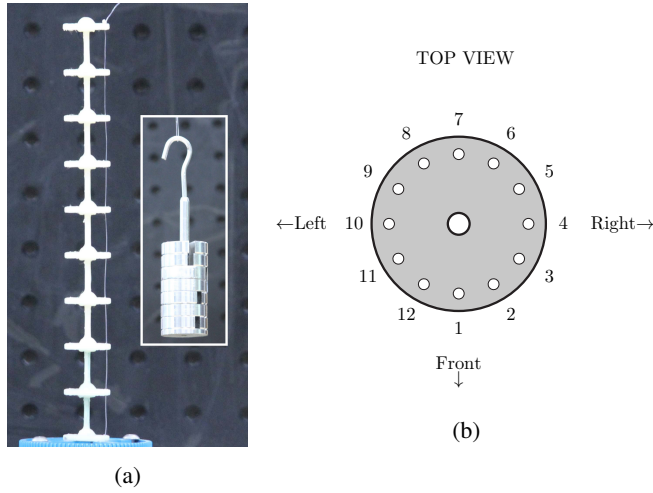 TOP VIEW
7
8 6
9 5
←Left 10 4 Right→
11 3
12 2
1
Front
↓
(a)
(b)